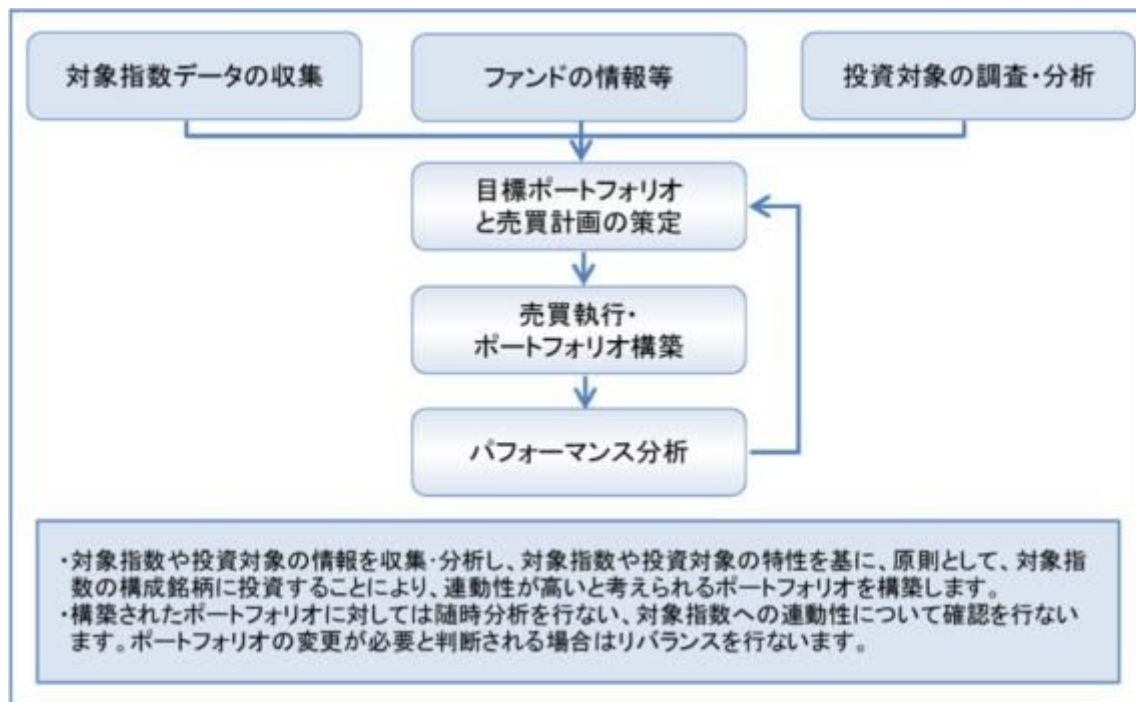 対象指数データの収集
ファンドの情報等
投資対象の調査・分析
目標ポートフォリオ
と売買計画の策定
売買執行・
ポートフォリオ構築
パフォーマンス分析
・対象指数や投資対象の情報を収集・分析し、対象指数や投資対象の特性を基に、原則として、対象指
数の構成銘柄に投資することにより、連動性が高いと考えられるポートフォリオを構築します。
・構築されたポートフォリオに対しては随時分析を行ない、対象指数への連動性について確認を行ない
ます。ポートフォリオの変更が必要と判断される場合はリバランスを行ないます。